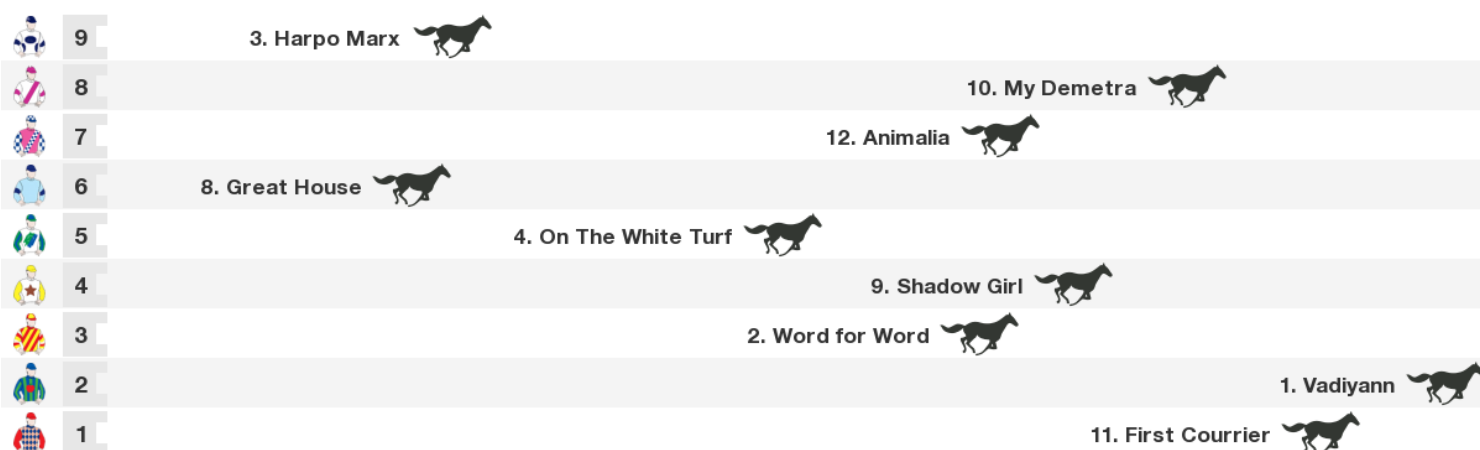 9 3. Harpo Marx
8 10. My Demetra
7 12. Animalia
6 8. Great House
5 4. On The White Turf
4 9. Shadow Girl
3 2. Word for Word
2 1. Vadiyann
1 11. First Courrier